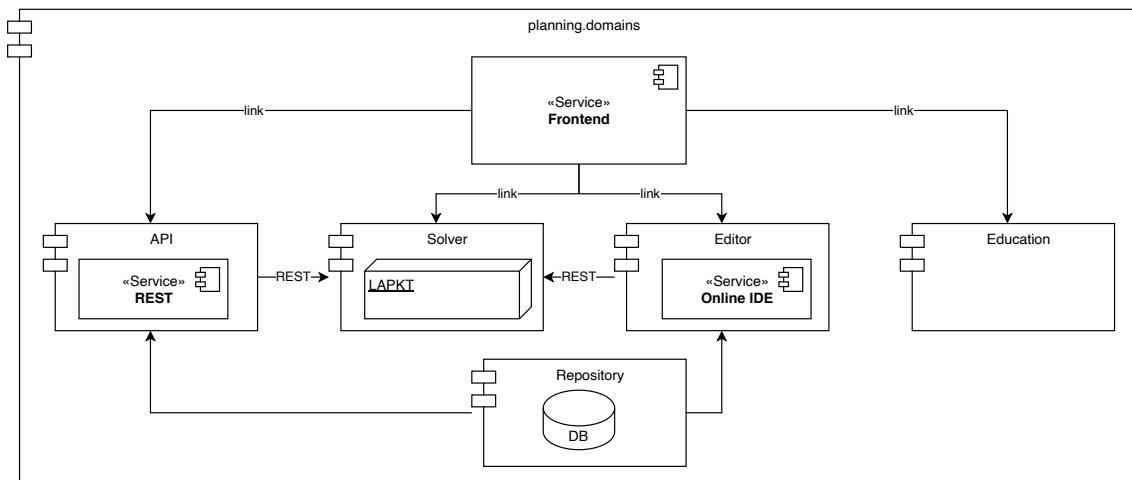 planning.domains
«Service»
Frontend
link
link
link
link
API
Solver
Editor
Education
«Service»
REST
REST
LAPKT
REST
«Service»
Online IDE
Repository
DB